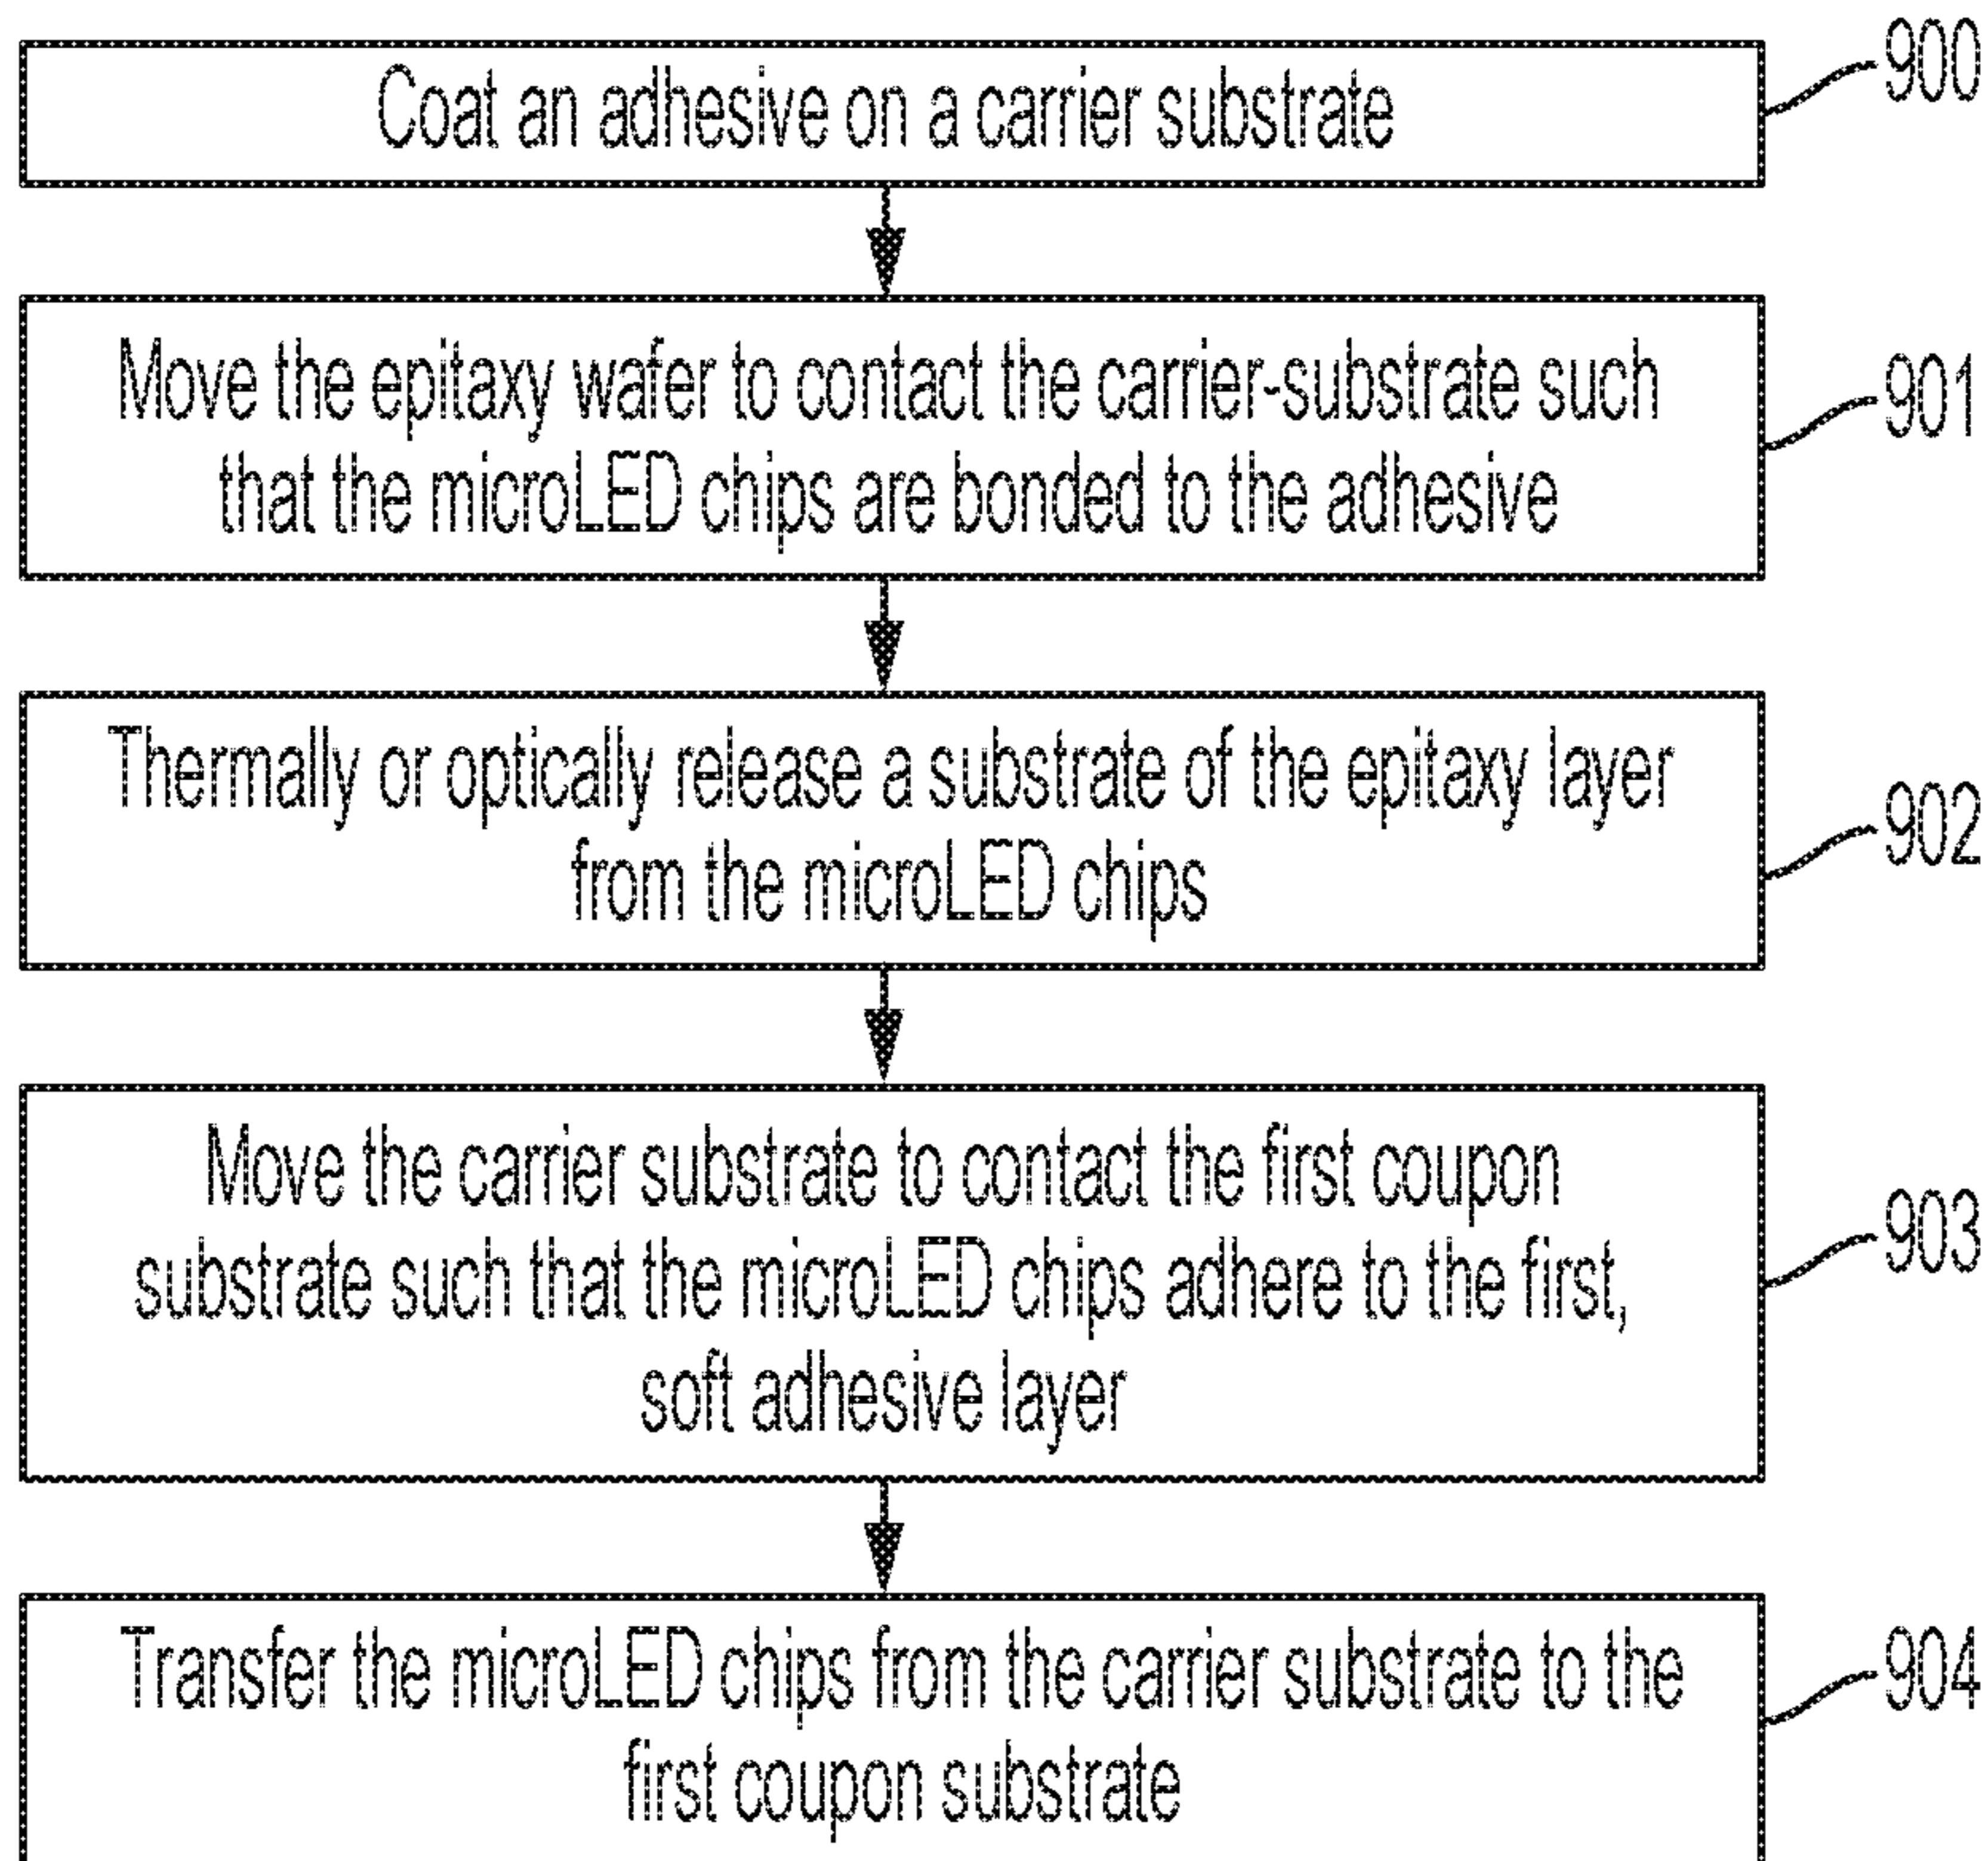 Coat an adhesive on a carrier substrate
900
Move the epitaxy wafer to contact the carrier-substrate such
that the microLED chips are bonded to the adhesive
901
Thermally or optically release a substrate of the epitaxy layer
from the microLED chips
902
Move the carrier substrate to contact the first coupon
substrate such that the microLED chips adhere to the first,
soft adhesive layer
903
Transfer the microLED chips from the carrier substrate to the
first coupon substrate
904